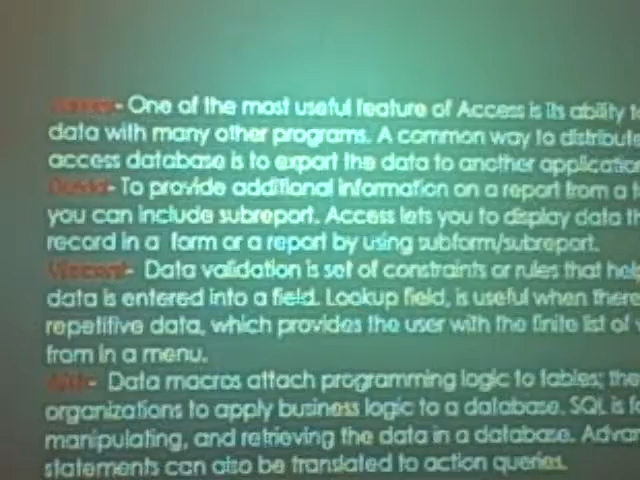 - One of the most useful feature of Access is its ability
data with many other programs. A common way to distribute
access database is to export the data to another application
- To provide additional information on a report from a
you can include subreport. Access lets you to display data
record in a form or a report by using subform/subreport.
- Data validation is set of constraints or rules that
data is entered into a field. Lookup field, is useful when there
repetitive data, which provides the user with the finite list of
from in a menu.
- Data macros attach programming logic to tables;
organizations to apply business logic to a database. SQL is
manipulating, and retrieving the data in a database.
statements can also be translated to action queries.